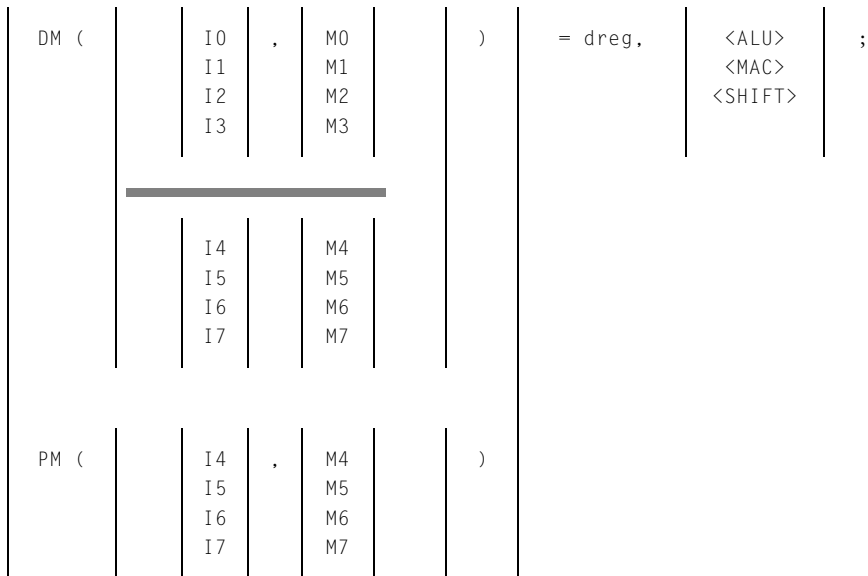 DM ( I0 , M0 ) = dreg, <ALU> ;
I1 M1 <MAC>
I2 M2 <SHIFT>
I3 M3
I4 M4
I5 M5
I6 M6
I7 M7
PM ( I4 , M4 )
I5 M5
I6 M6
I7 M7